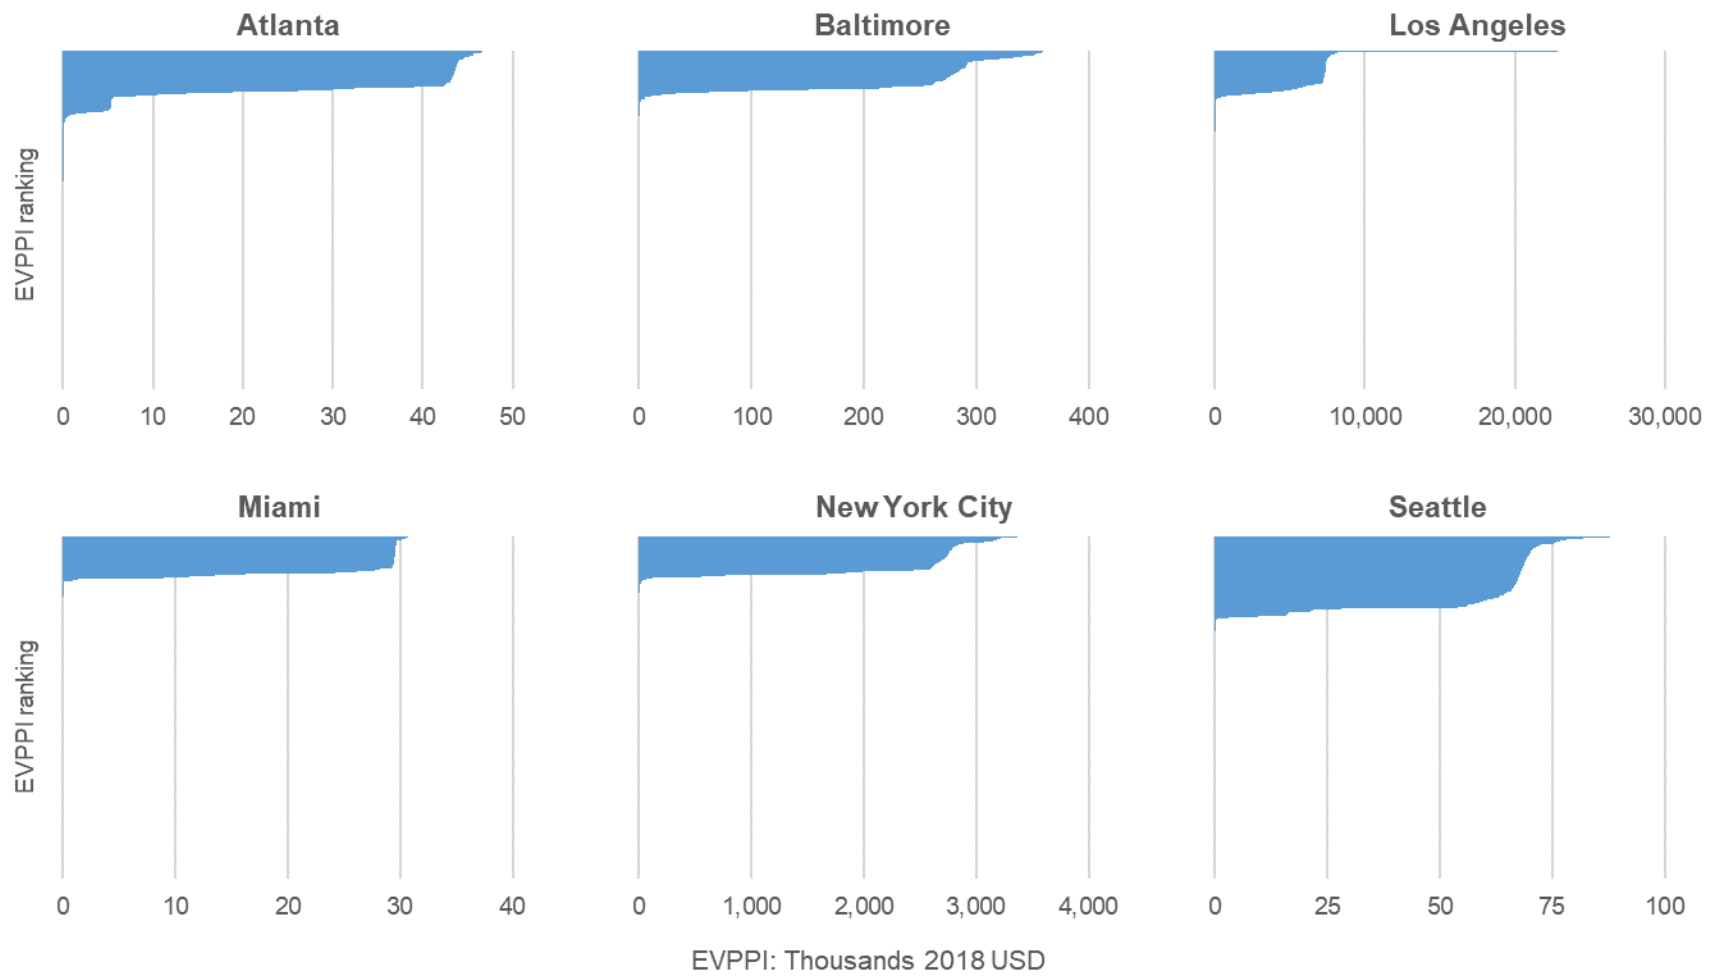 Atlanta Baltimore Los Angeles
EVPPI ranking
0 10 20 30 40 50 0 100 200 300 400 0 10,000 20,000 30,000
Miami New York City Seattle
EVPPI ranking
0 10 20 30 40 0 1,000 2,000 3,000 4,000 0 25 50 75 100
EVPPI: Thousands 2018 USD